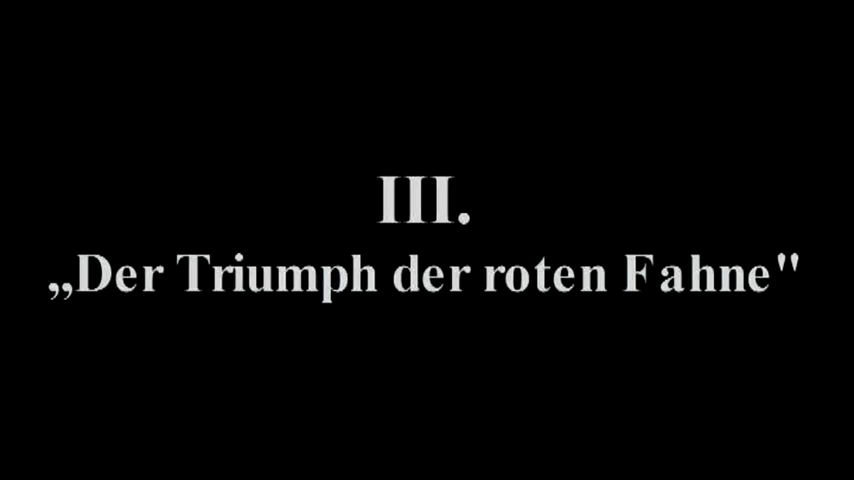 III.
„Der Triumph der roten Fahne"